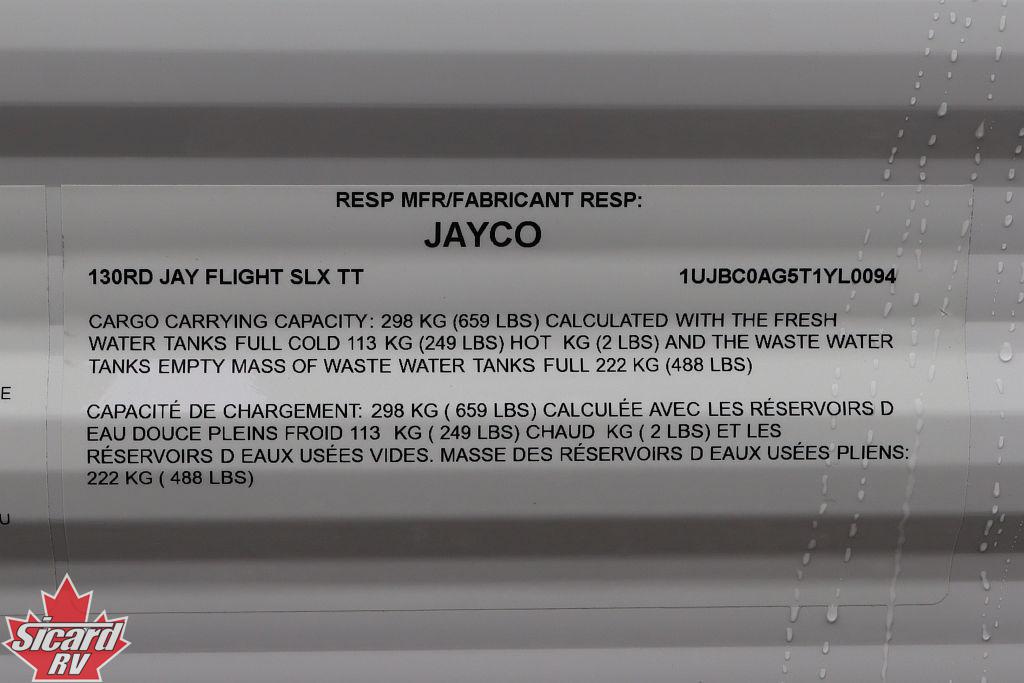 RESP MFR/FABRICANT RESP:
JAYCO
130RD JAY FLIGHT SLX TT 1UJBC0AG5T1YL0094
CARGO CARRYING CAPACITY: 298 KG (659 LBS) CALCULATED WITH THE FRESH
WATER TANKS FULL COLD 113 KG (249 LBS) HOT KG (2 LBS) AND THE WASTE WATER
TANKS EMPTY MASS OF WASTE WATER TANKS FULL 222 KG (488 LBS)
CAPACITÉ DE CHARGEMENT: 298 KG ( 659 LBS) CALCULÉE AVEC LES RÉSERVOIRS D
EAU DOUCE PLEINS FROID 113 KG ( 249 LBS) CHAUD KG ( 2 LBS) ET LES
RÉSERVOIRS D EAUX USÉES VIDES. MASSE DES RÉSERVOIRS D EAUX USÉES PLIENS:
222 KG ( 488 LBS)
E
U
Sicard
RV